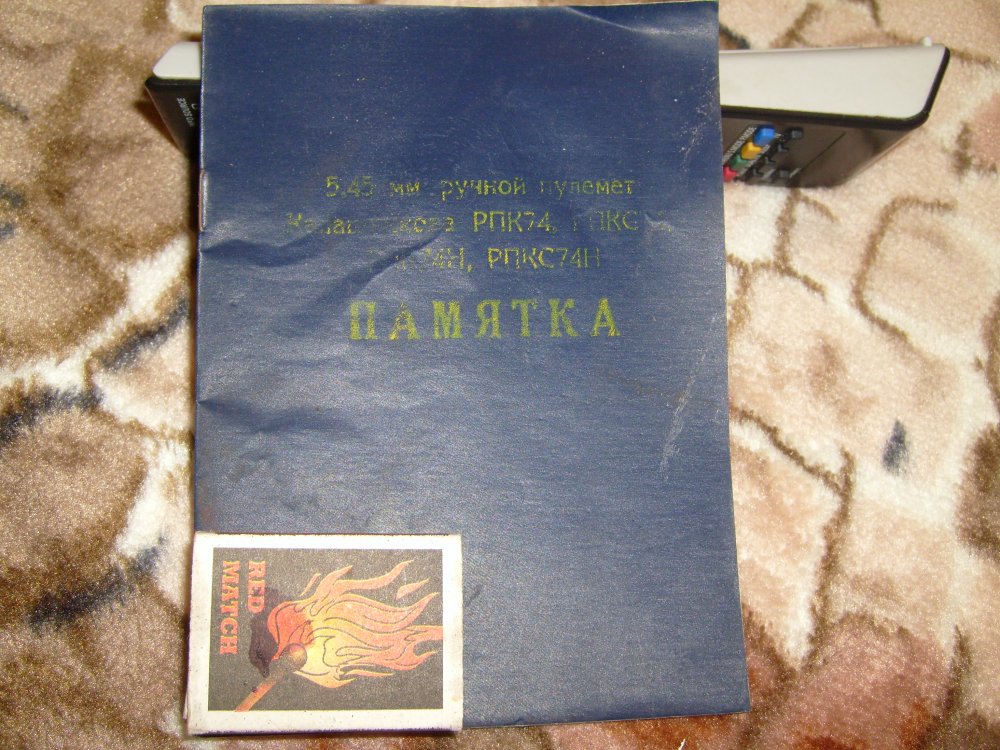 5,45 мм ручной пулемет
РПК74,
РПКС74Н
ПАМЯТКА
RED
MATCH